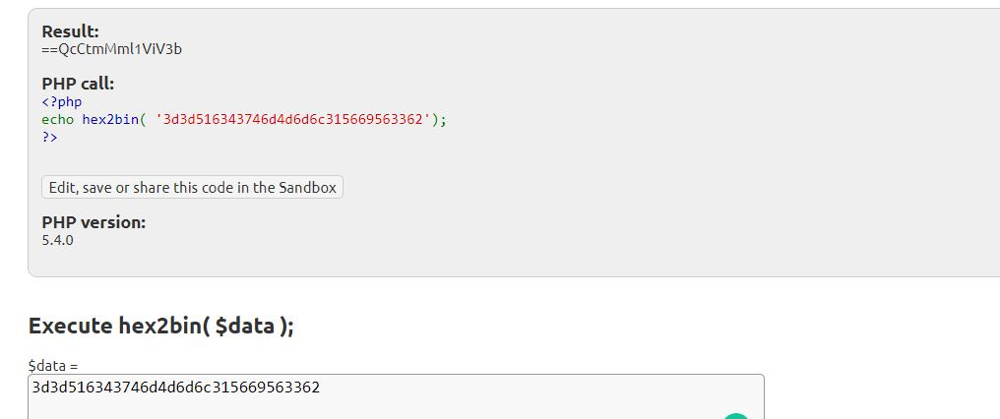 Result:
==QcCtmMml1ViV3b
PHP call:
<?php
echo hex2bin( '3d3d516343746d4d6d6c315669563362');
?>
Edit, save or share this code in the Sandbox
PHP version:
5.4.0
Execute hex2bin( $data );
$data =
3d3d516343746d4d6d6c315669563362